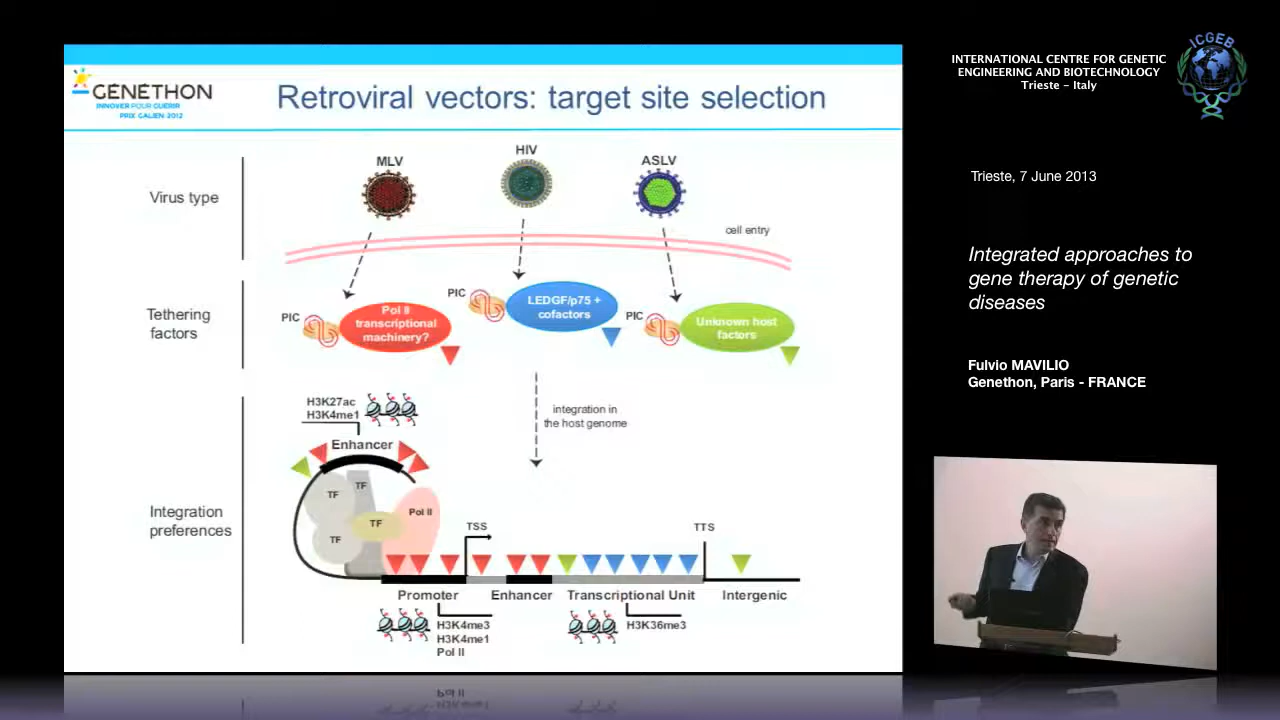 GENETHON
INNOVER POUR GUÉRIR
PRIX GALIEN 2012
Retroviral vectors: target site selection
Virus type
MLV
HIV
ASLV
cell entry
Tethering
factors
PIC
Pol II
transcriptional
machinery?
PIC
LEDGF/p75 +
cofactors
PIC
Unknown host
factors
integration in
the host genome
Integration
preferences
H3K27ac
H3K4me1
Enhancer
TF
TF
TF
TF
Pol II
TSS
TTS
Promoter
Enhancer
Transcriptional Unit
Intergenic
H3K4me3
H3K4me1
Pol II
H3K36me3
INTERNATIONAL CENTRE FOR GENETIC
ENGINEERING AND BIOTECHNOLOGY
Trieste - Italy
ICGEB
Trieste, 7 June 2013
Integrated approaches to
gene therapy of genetic
diseases
Fulvio MAVILIO
Genethon, Paris - FRANCE